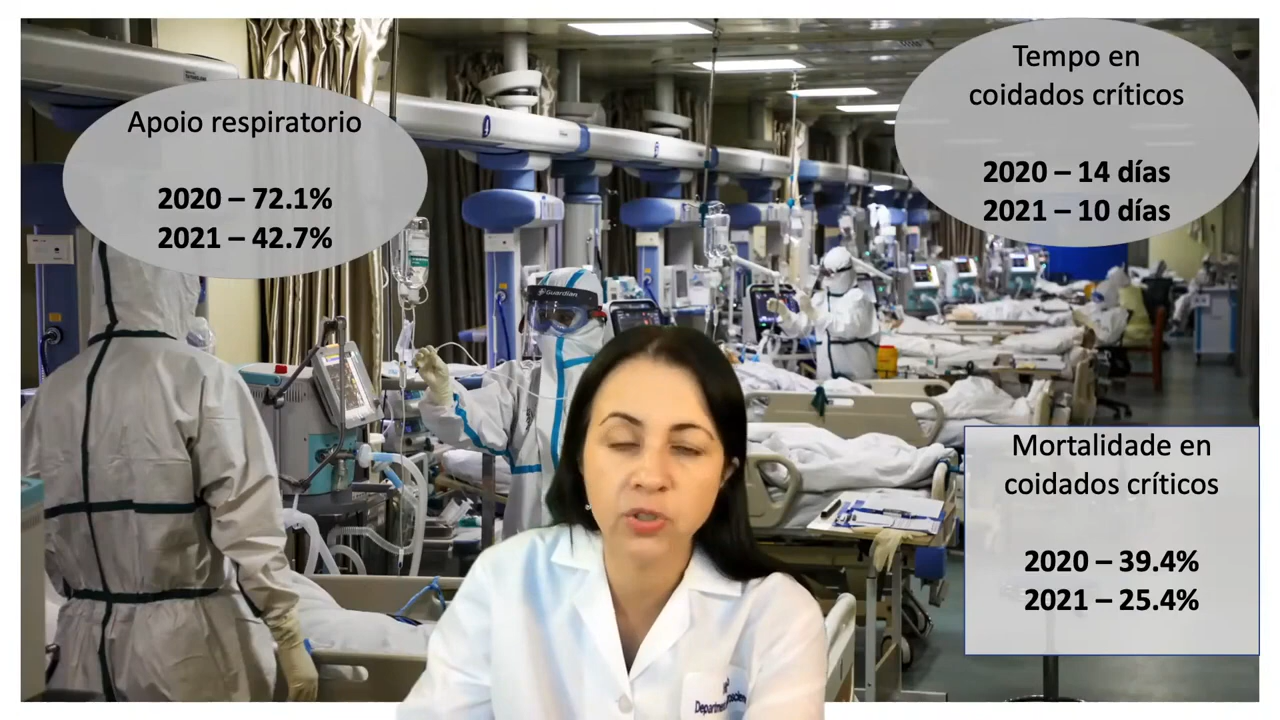 Apoio respiratorio
2020 – 72.1%
2021 – 42.7%
Tempo en
coidados críticos
2020 – 14 días
2021 – 10 días
Guardian
Mortalidade en
coidados críticos
2020 – 39.4%
2021 – 25.4%